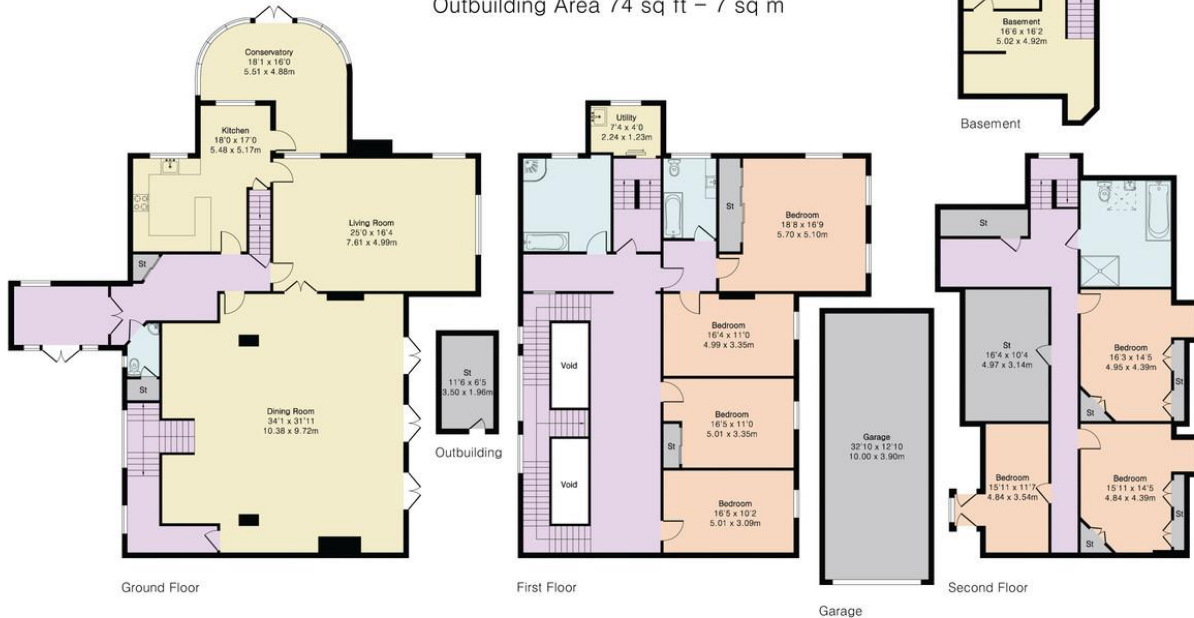 Outbuilding Area 74 sq ft – 7 sq m
Conservatory
18'1 x 16'0
5.51 x 4.88m
Kitchen
18'0 x 17'0
5.48 x 5.17m
Living Room
25'0 x 16'4
7.61 x 4.99m
St
St
Dining Room
34'1 x 31'11
10.38 x 9.72m
Ground Floor
St
11'6 x 6'5
3.50 x 1.96m
Outbuilding
Utility
7'4 x 4'0
2.24 x 1.23m
St
Bedroom
18'8 x 16'9
5.70 x 5.10m
Bedroom
16'4 x 11'0
4.99 x 3.35m
Void
Bedroom
16'5 x 11'0
5.01 x 3.35m
St
Void
Bedroom
16'5 x 10'2
5.01 x 3.09m
First Floor
Garage
32'10 x 12'10
10.00 x 3.90m
Garage
Basement
16'6 x 16'2
5.02 x 4.92m
Basement
St
St
16'4 x 10'4
4.97 x 3.14m
Bedroom
16'3 x 14'5
4.95 x 4.39m
St
St
Bedroom
15'11 x 11'7
4.84 x 3.54m
Bedroom
15'11 x 14'5
4.84 x 4.39m
St
St
Second Floor